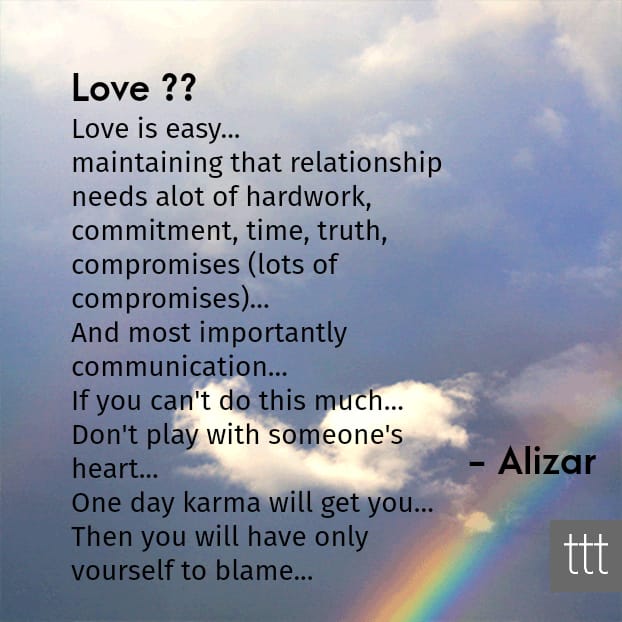 Love ??
Love is easy...
maintaining that relationship
needs alot of hardwork,
commitment, time, truth,
compromises (lots of
compromises)...
And most importantly
communication...
If you can't do this much...
Don't play with someone's
heart...
One day karma will get you...
Then you will have only
yourself to blame...
- Alizar
ttt